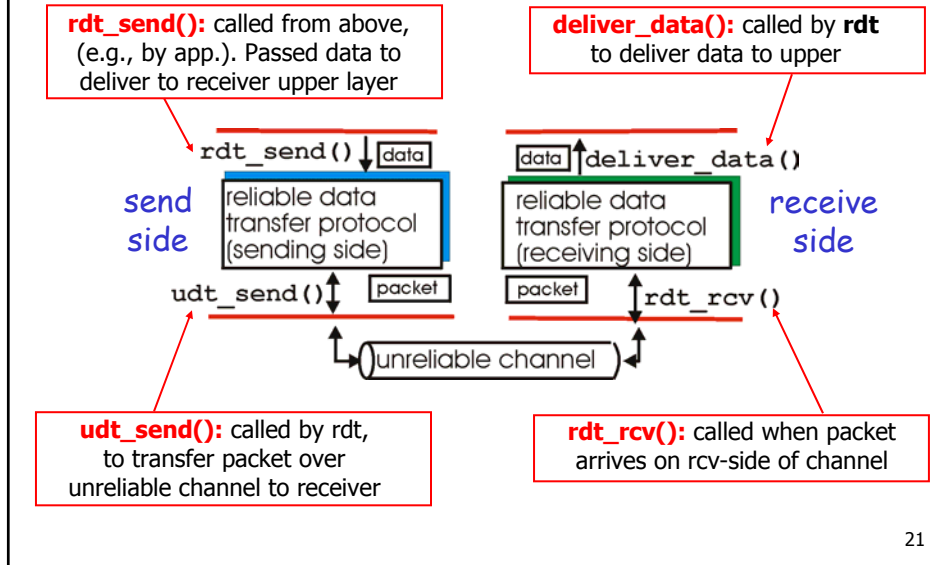 rdt_send(): called from above,
(e.g., by app.). Passed data to
deliver to receiver upper layer
deliver_data(): called by rdt
to deliver data to upper
rdt_send() data
data deliver_data()
send
side
reliable data
transfer protocol
(sending side)
reliable data
transfer protocol
(receiving side)
receive
side
udt_send() packet
packet rdt_rcv()
unreliable channel
udt_send(): called by rdt,
to transfer packet over
unreliable channel to receiver
rdt_rcv(): called when packet
arrives on rcv-side of channel
21